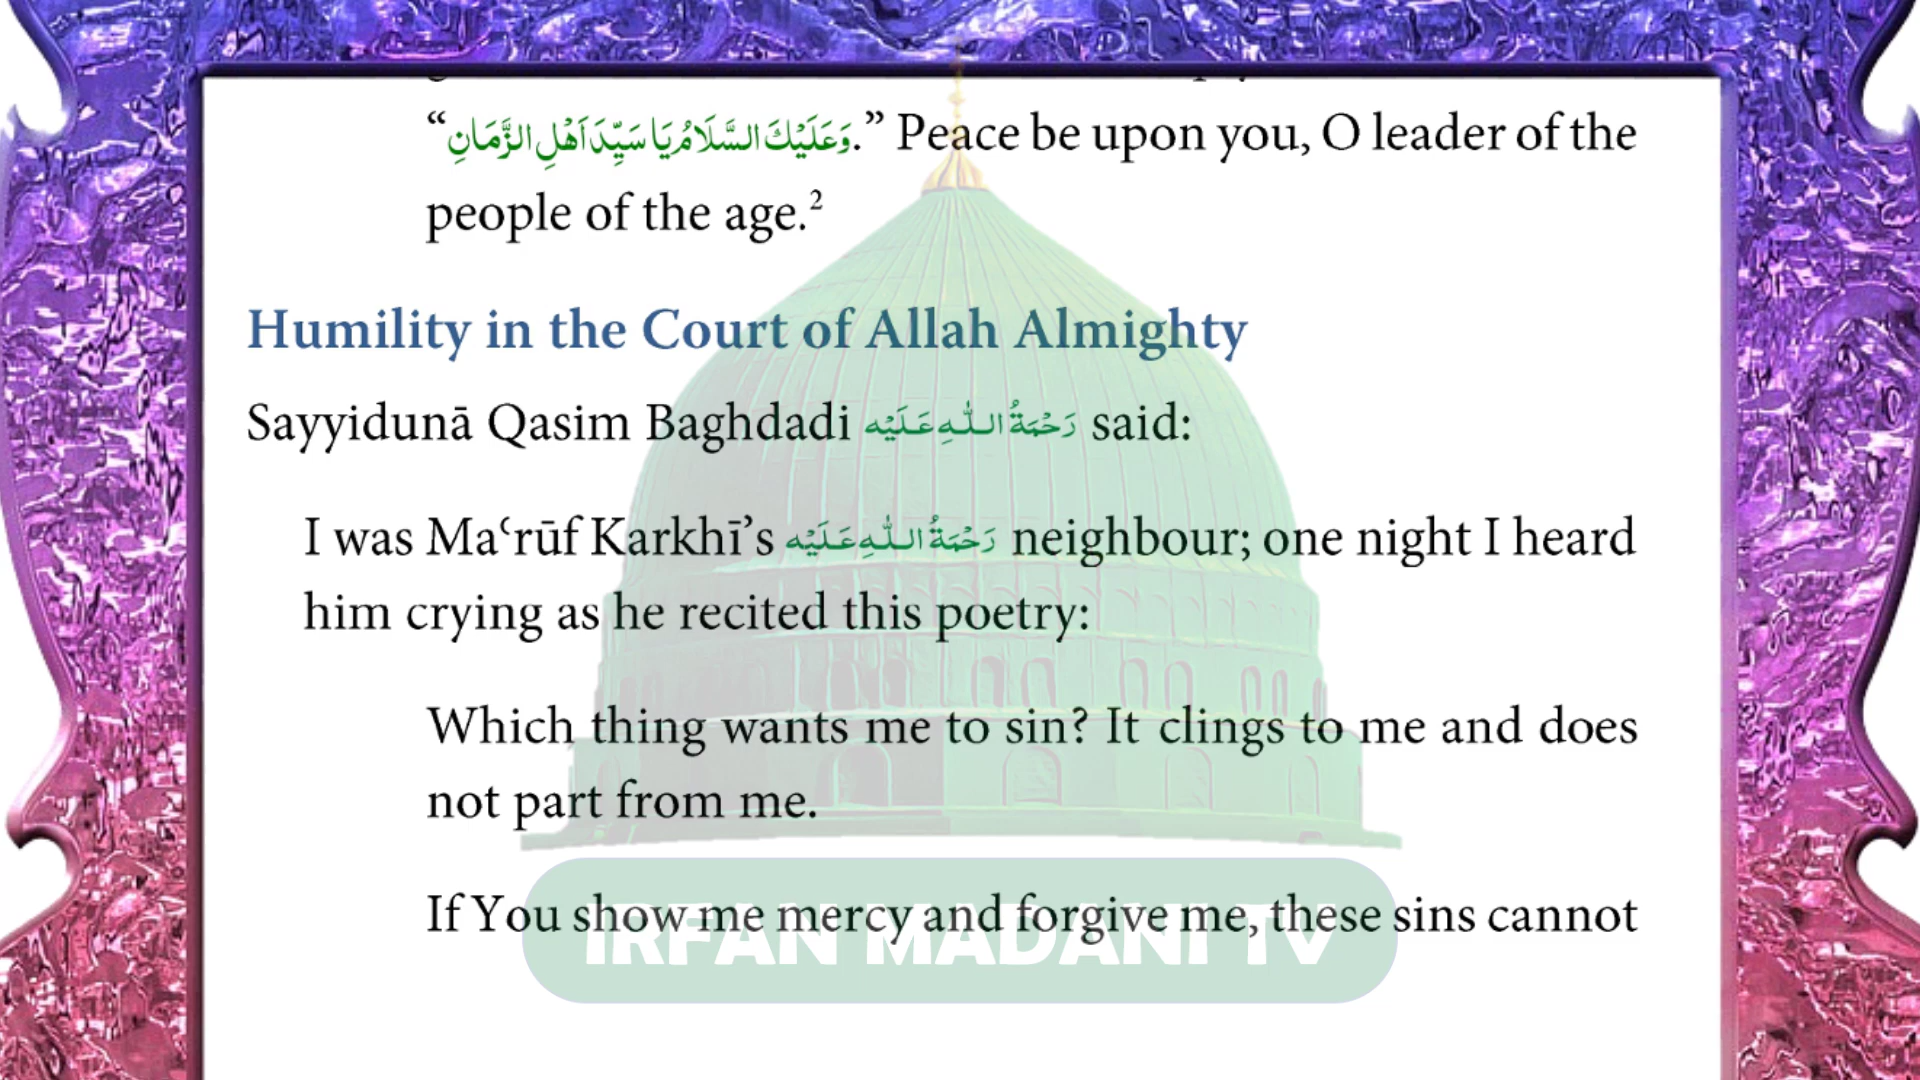 “وَعَلَيْكَ السَّلَامُ يَا سَيِّدَ اَهْلِ الزَّمَانِ.” Peace be upon you, O leader of the
people of the age.²
Humility in the Court of Allah Almighty
Sayyidunā Qasim Baghdadi رَحْمَةُ اللّٰهِ عَلَيْه said:
I was Maʿrūf Karkhī’s رَحْمَةُ اللّٰهِ عَلَيْه neighbour; one night I heard
him crying as he recited this poetry:
Which thing wants me to sin? It clings to me and does
not part from me.
If You show me mercy and forgive me, these sins cannot
IRFAN MADANI TV